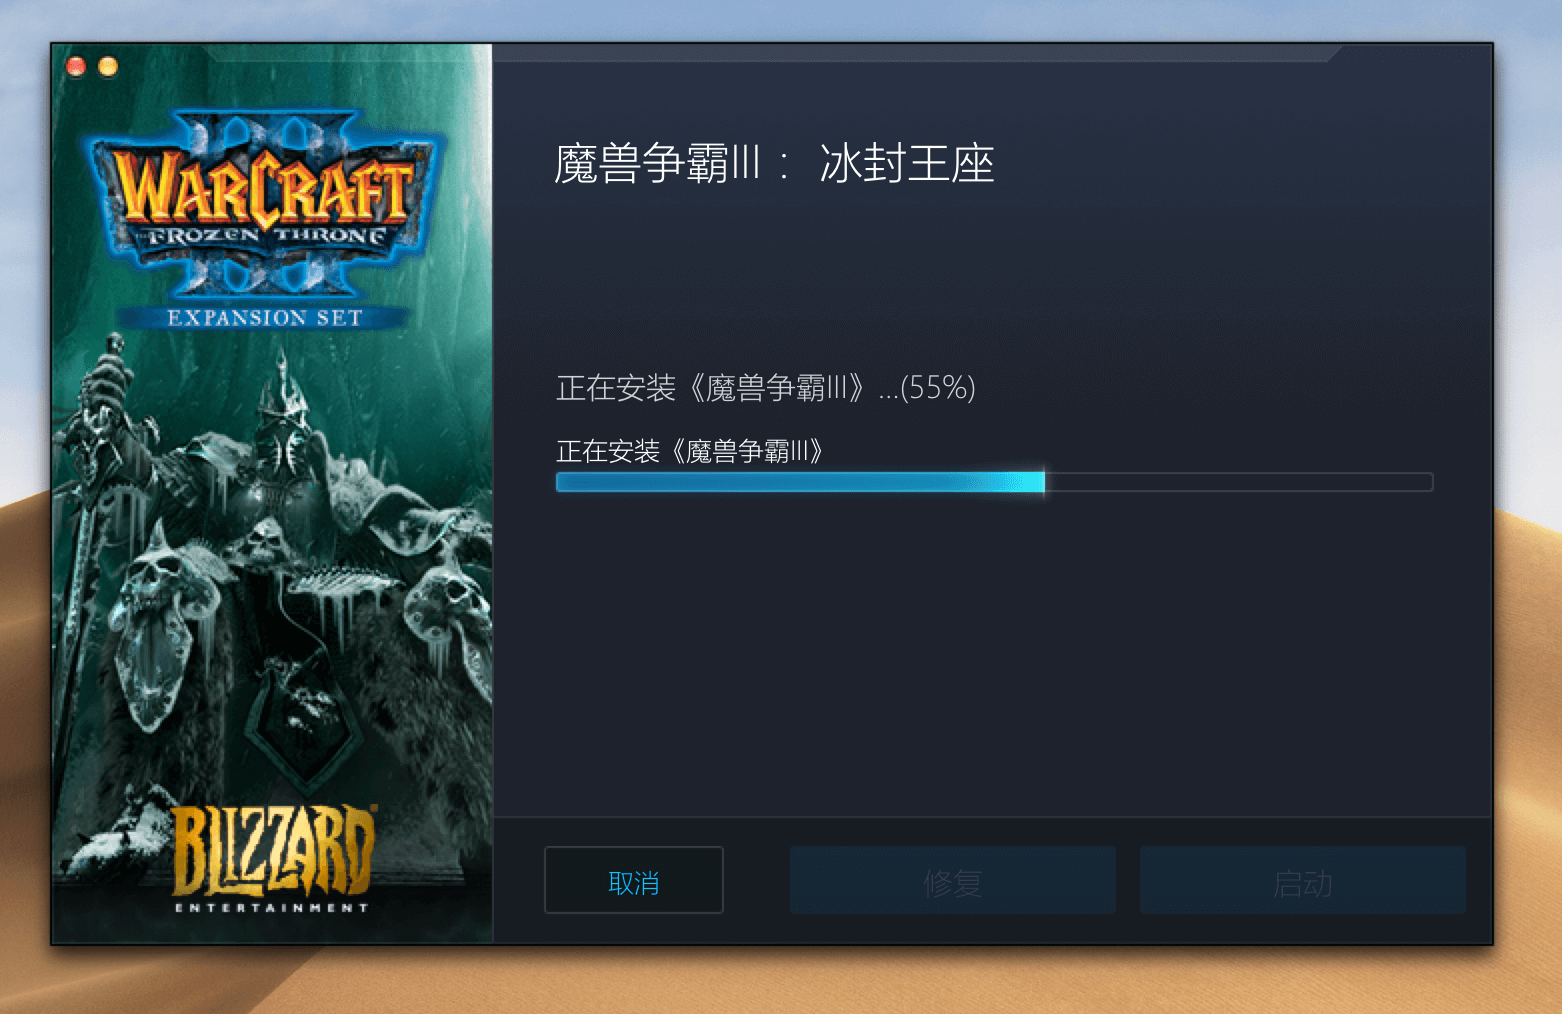 WARCRAFT
THE FROZEN THRONE
III
EXPANSION SET
BLIZZARD
ENTERTAINMENT
魔兽争霸III： 冰封王座
正在安装《魔兽争霸III》...(55%)
正在安装《魔兽争霸III》
取消
修复
启动